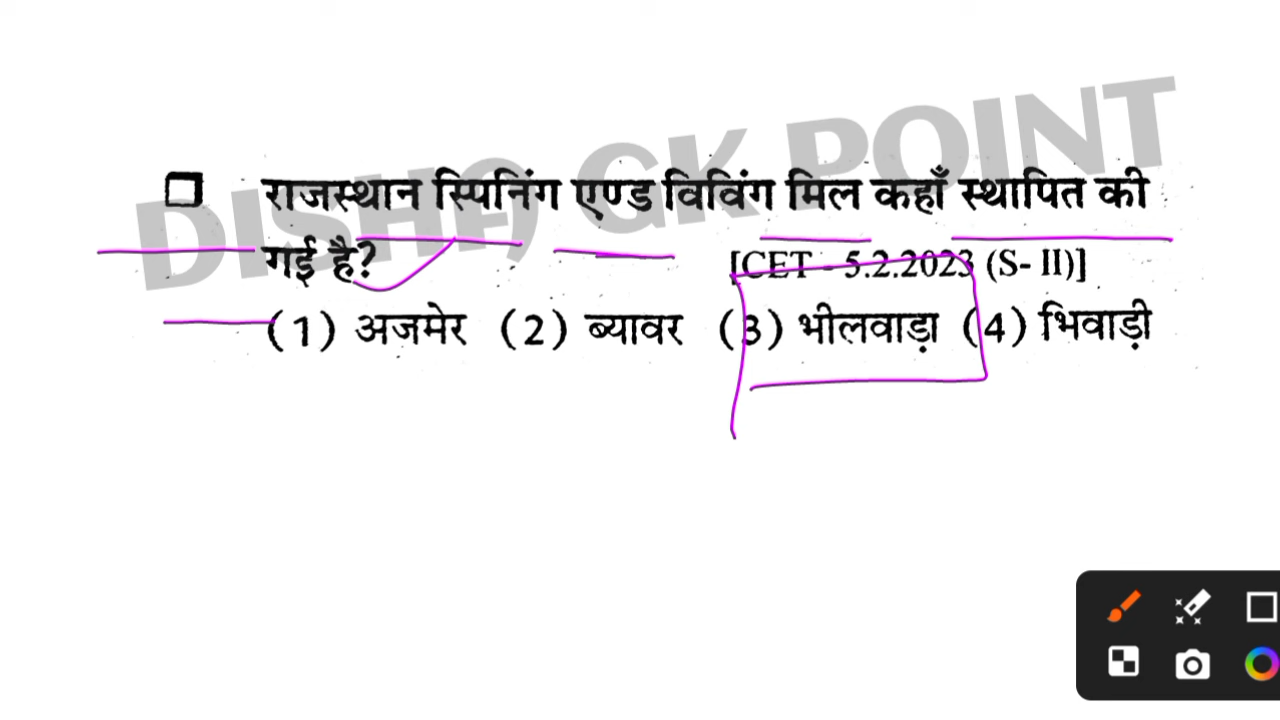 DISHA GK POINT
□ राजस्थान स्पिनिंग एण्ड विविंग मिल कहाँ स्थापित की
गई है? [CET - 5.2.2023 (S- II)]
(1) अजमेर (2) ब्यावर (3) भीलवाड़ा (4) भिवाड़ी